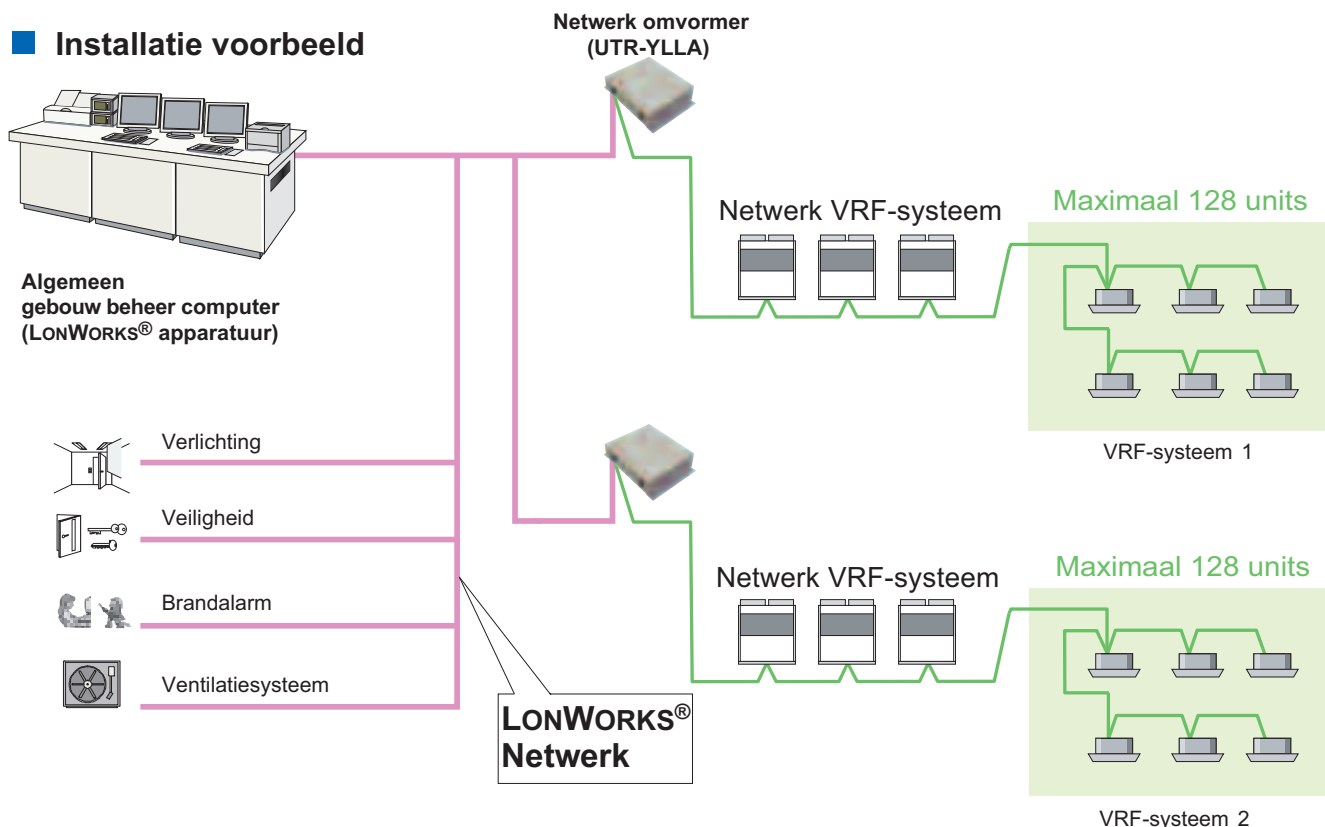 Installatie voorbeeld
Netwerk omvormer
(UTR-YLLA)
Algemeen
gebouw beheer computer
(LONWORKS® apparatuur)
Netwerk VRF-systeem
Maximaal 128 units
VRF-systeem 1
Verlichting
Veiligheid
Brandalarm
Ventilatiesysteem
LONWORKS®
Netwerk
Netwerk VRF-systeem
Maximaal 128 units
VRF-systeem 2